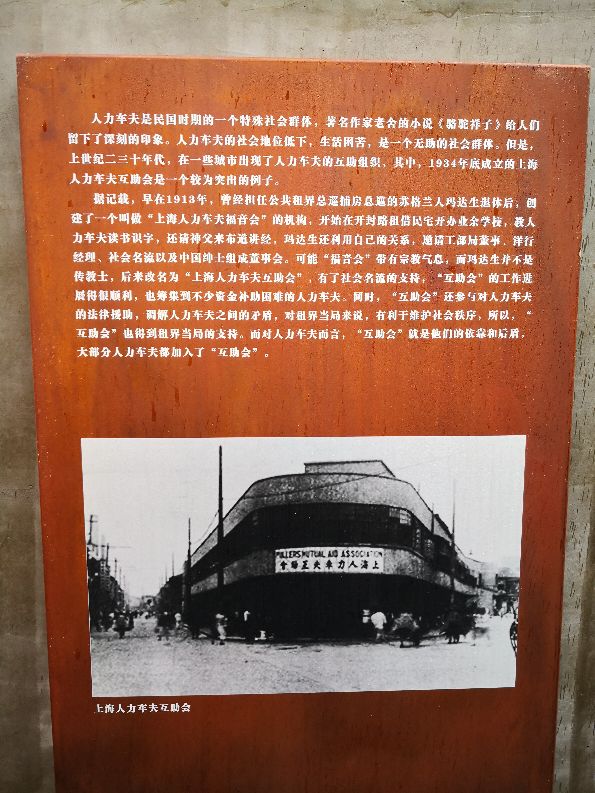 人力车夫是民国时期的一个特殊社会群体，著名作家老舍的小说《骆驼祥子》给人们
留下了深刻的印象。人力车夫的社会地位低下，生活困苦，是一个无助的社会群体。但是，
上世纪二三十年代，在一些城市出现了人力车夫的互助组织，其中，1934年底成立的上海
人力车夫互助会是一个较为突出的例子。
据记载，早在1913年，曾经担任公共租界总巡捕房总巡的苏格兰人玛达生退休后，创
建了一个叫做“上海人力车夫福音会”的机构，开始在开封路租借民宅开办业余学校，教人
力车夫读书识字，还请神父来布道讲经，玛达生还利用自己的关系，邀请工部局董事、洋行
经理、社会名流以及中国绅士组成董事会。可能“福音会”带有宗教气息，而玛达生并不是
传教士，后来改名为“上海人力车夫互助会”，有了社会名流的支持，“互助会”的工作进
展得很顺利，也筹集到不少资金补助困难的人力车夫。同时，“互助会”还参与对人力车夫
的法律援助，调解人力车夫之间的矛盾，对租界当局来说，有利于维护社会秩序，所以，“
互助会”也得到租界当局的支持。而对人力车夫而言，“互助会”就是他们的依靠和后盾，
大部分人力车夫都加入了“互助会”。
PULLERS MUTUAL AID ASSOCIATION
會助互夫車力人海上
上海人力车夫互助会